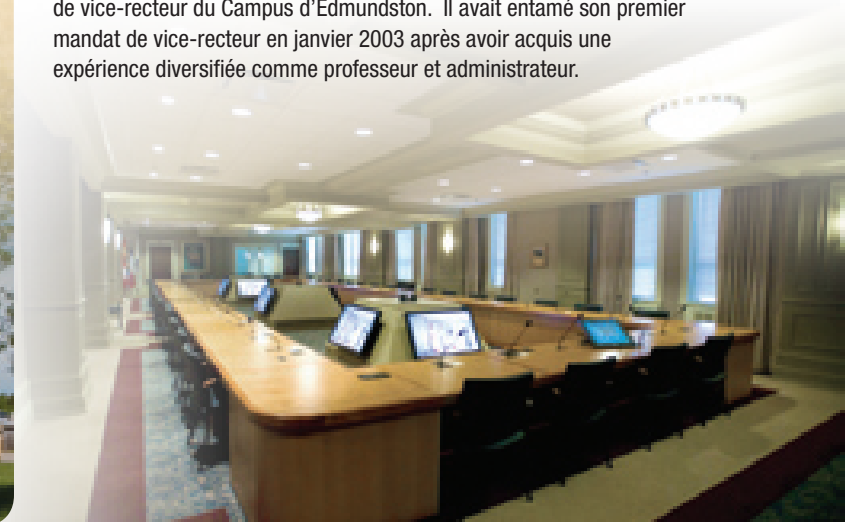 de vice-recteur du Campus d'Edmundston.  Il avait entamé son premier
mandat de vice-recteur en janvier 2003 après avoir acquis une
expérience diversifiée comme professeur et administrateur.